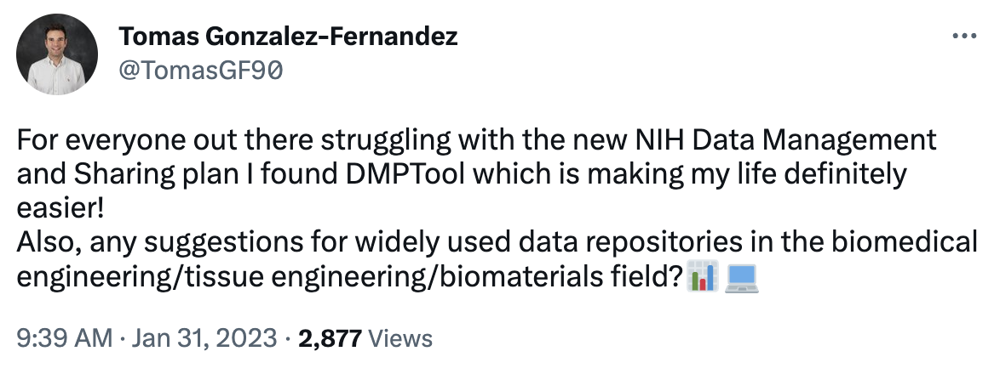 Tomas Gonzalez-Fernandez
@TomasGF90
For everyone out there struggling with the new NIH Data Management
and Sharing plan I found DMPTool which is making my life definitely
easier!
Also, any suggestions for widely used data repositories in the biomedical
engineering/tissue engineering/biomaterials field?📊 💻
9:39 AM · Jan 31, 2023 · 2,877 Views